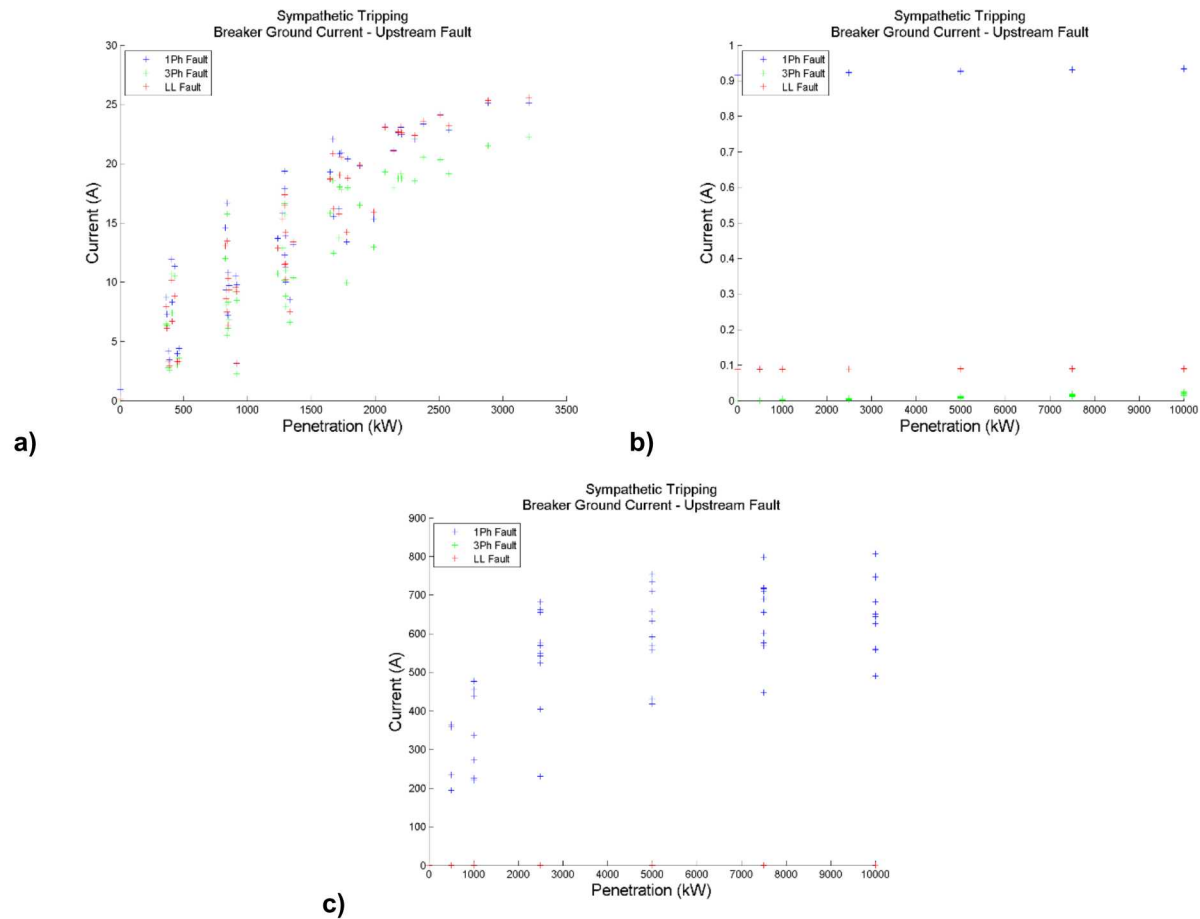 Sympathetic Tripping
Breaker Ground Current - Upstream Fault
30
25
20
15
10
5
0
Current (A)
1Ph Fault
3Ph Fault
LL Fault
0 500 1000 1500 2000 2500 3000 3500
Penetration (kW)
a)
Sympathetic Tripping
Breaker Ground Current - Upstream Fault
1
0.9
0.8
0.7
0.6
0.5
0.4
0.3
0.2
0.1
0
Current (A)
1Ph Fault
3Ph Fault
LL Fault
0 1000 2000 3000 4000 5000 6000 7000 8000 9000 10000
Penetration (kW)
b)
Sympathetic Tripping
Breaker Ground Current - Upstream Fault
900
800
700
600
500
400
300
200
100
0
Current (A)
1Ph Fault
3Ph Fault
LL Fault
0 1000 2000 3000 4000 5000 6000 7000 8000 9000 10000
Penetration (kW)
c)